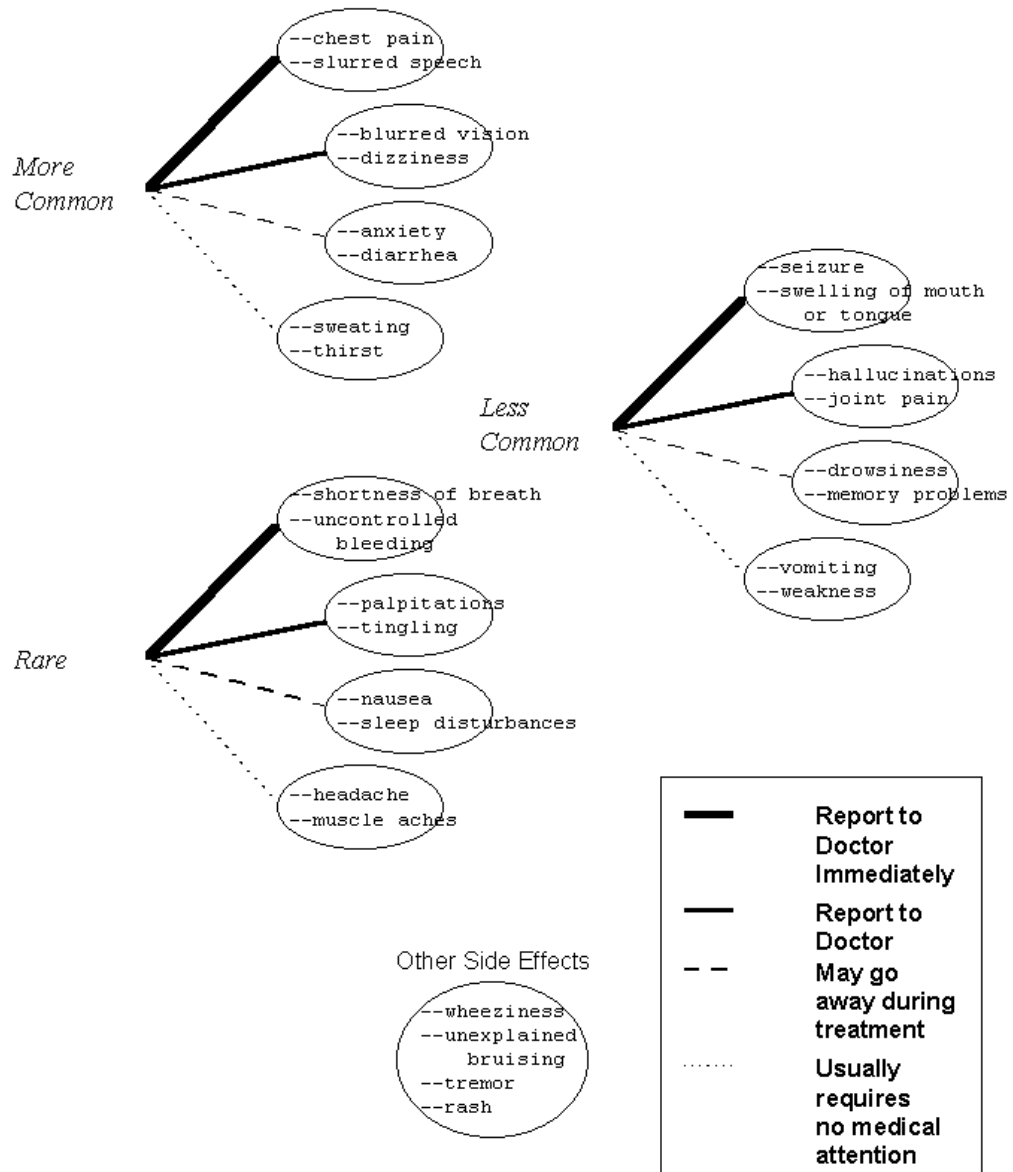 --chest pain
--slurred speech
--blurred vision
--dizziness
More
Common
--anxiety
--diarrhea
--sweating
--thirst
--seizure
--swelling of mouth
or tongue
--hallucinations
--joint pain
Less
Common
--drowsiness
--memory problems
--vomiting
--weakness
--shortness of breath
--uncontrolled
bleeding
--palpitations
--tingling
Rare
--nausea
--sleep disturbances
--headache
--muscle aches
Other Side Effects
--wheeziness
--unexplained
bruising
--tremor
--rash
Report to
Doctor
Immediately
Report to
Doctor
May go
away during
treatment
Usually
requires
no medical
attention